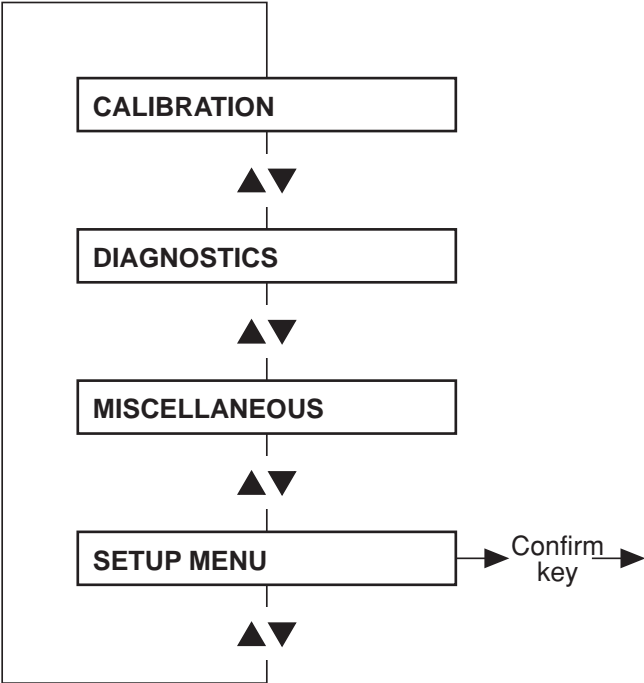 CALIBRATION
DIAGNOSTICS
MISCELLANEOUS
SETUP MENU
Confirm
key